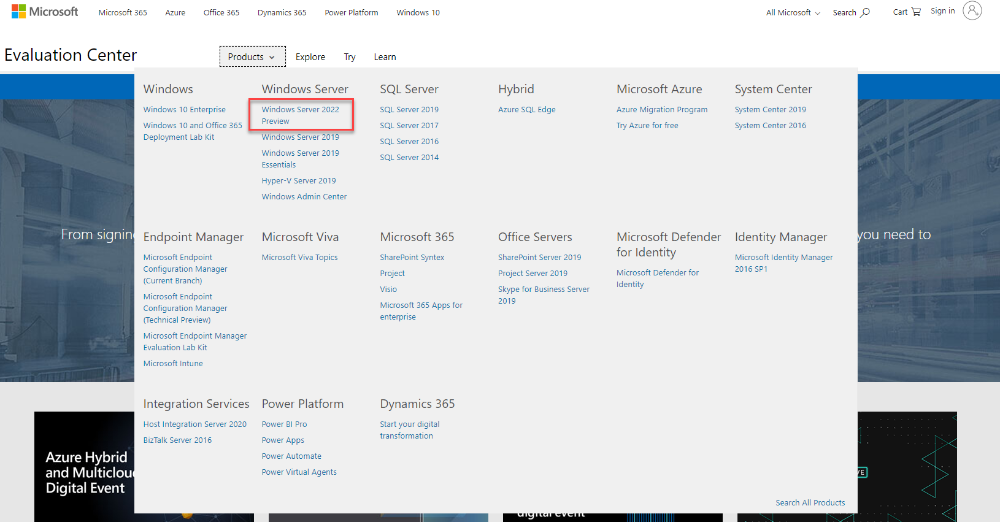 Microsoft
Microsoft 365
Azure
Office 365
Dynamics 365
Power Platform
Windows 10
All Microsoft
Search
Cart
Sign in
Evaluation Center
Products
Explore
Try
Learn
Windows
Windows 10 Enterprise
Windows 10 and Office 365
Deployment Lab Kit
Windows Server
Windows Server 2022
Preview
Windows Server 2019
Windows Server 2019
Essentials
Hyper-V Server 2019
Windows Admin Center
SQL Server
SQL Server 2019
SQL Server 2017
SQL Server 2016
SQL Server 2014
Hybrid
Azure SQL Edge
Microsoft Azure
Azure Migration Program
Try Azure for free
System Center
System Center 2019
System Center 2016
From signing
you need to
Endpoint Manager
Microsoft Endpoint
Configuration Manager
(Current Branch)
Microsoft Endpoint
Configuration Manager
(Technical Preview)
Microsoft Endpoint Manager
Evaluation Lab Kit
Microsoft Intune
Microsoft Viva
Microsoft Viva Topics
Microsoft 365
SharePoint Syntex
Project
Visio
Microsoft 365 Apps for
enterprise
Office Servers
SharePoint Server 2019
Project Server 2019
Skype for Business Server
2019
Microsoft Defender
for Identity
Microsoft Defender for
Identity
Identity Manager
Microsoft Identity Manager
2016 SP1
Integration Services
Host Integration Server 2020
BizTalk Server 2016
Power Platform
Power BI Pro
Power Apps
Power Automate
Power Virtual Agents
Dynamics 365
Start your digital
transformation
Search All Products
Azure Hybrid
and Multiclou
Digital Event
digital event
VE